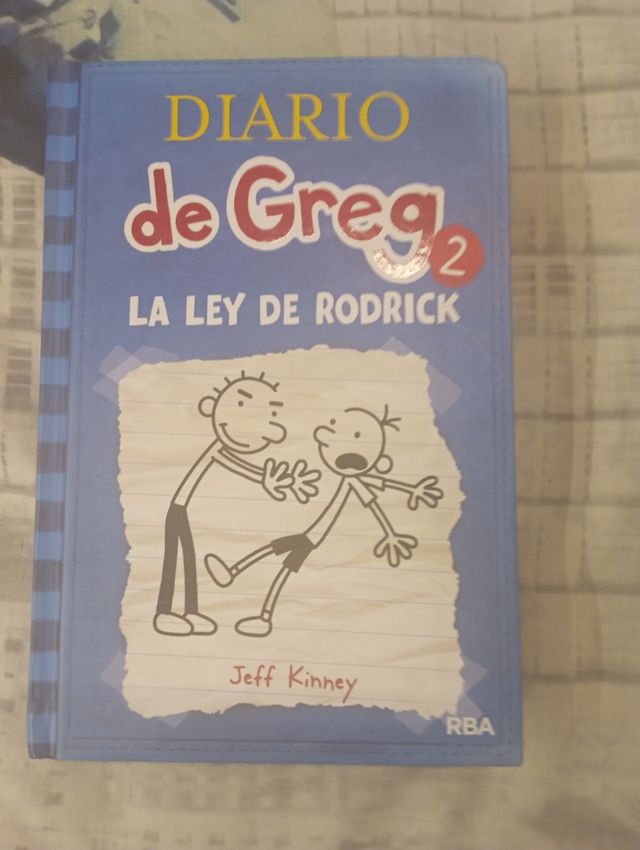 DIARIO
de Greg 2
LA LEY DE RODRICK
Jeff Kinney
RBA